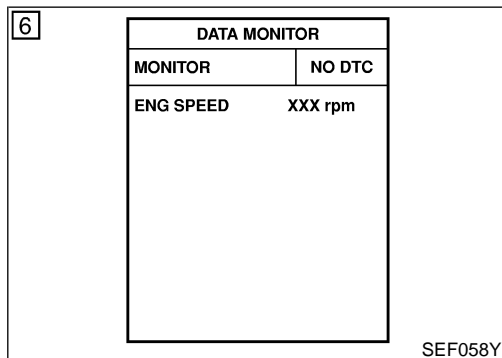 6
DATA MONITOR
MONITOR NO DTC
ENG SPEED XXX rpm
SEF058Y